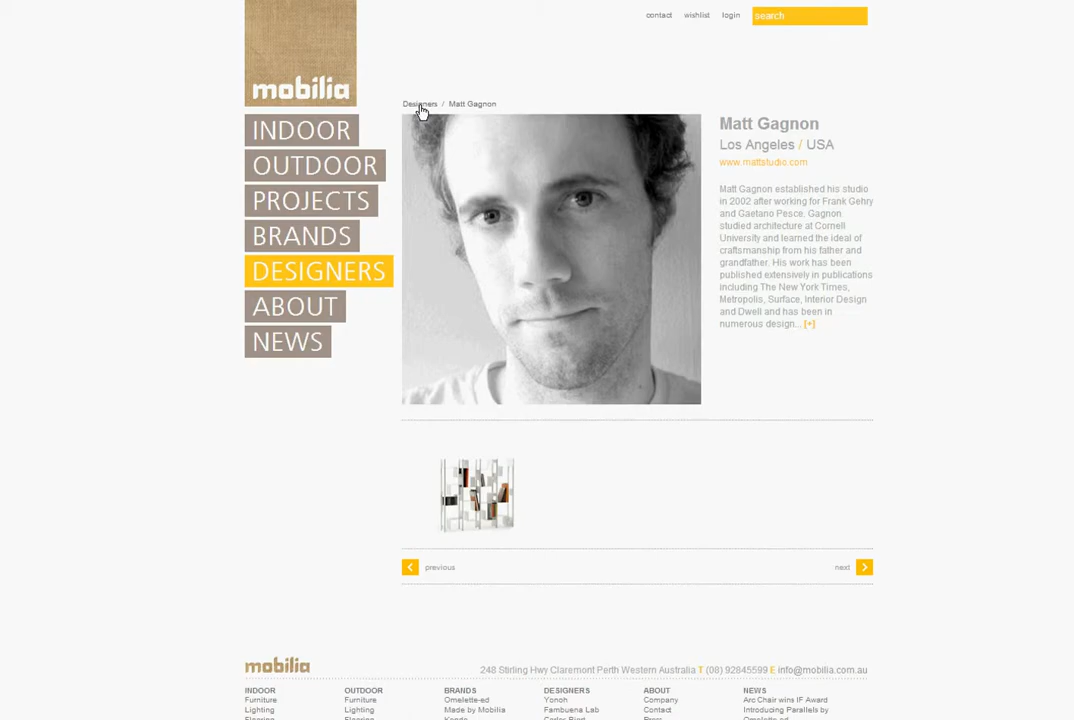 contact wishlist login search
mobilia
Designers / Matt Gagnon
INDOOR
OUTDOOR
PROJECTS
BRANDS
DESIGNERS
ABOUT
NEWS
Matt Gagnon
Los Angeles / USA
www.mattstudio.com
Matt Gagnon established his studio
in 2002 after working for Frank Gehry
and Gaetano Pesce. Gagnon
studied architecture at Cornell
University and learned the ideal of
craftsmanship from his father and
grandfather. His work has been
published extensively in publications
including The New York Times,
Metropolis, Surface, Interior Design
and Dwell and has been in
numerous design... [+]
previous
next
mobilia
248 Stirling Hwy Claremont Perth Western Australia T (08) 92845599 E info@mobilia.com.au
INDOOR
Furniture
Lighting
OUTDOOR
Furniture
Lighting
BRANDS
Omelette-ed
Made by Mobilia
DESIGNERS
Yonoh
Fambuena Lab
ABOUT
Company
Contact
NEWS
Arc Chair wins IF Award
Introducing Parallels by